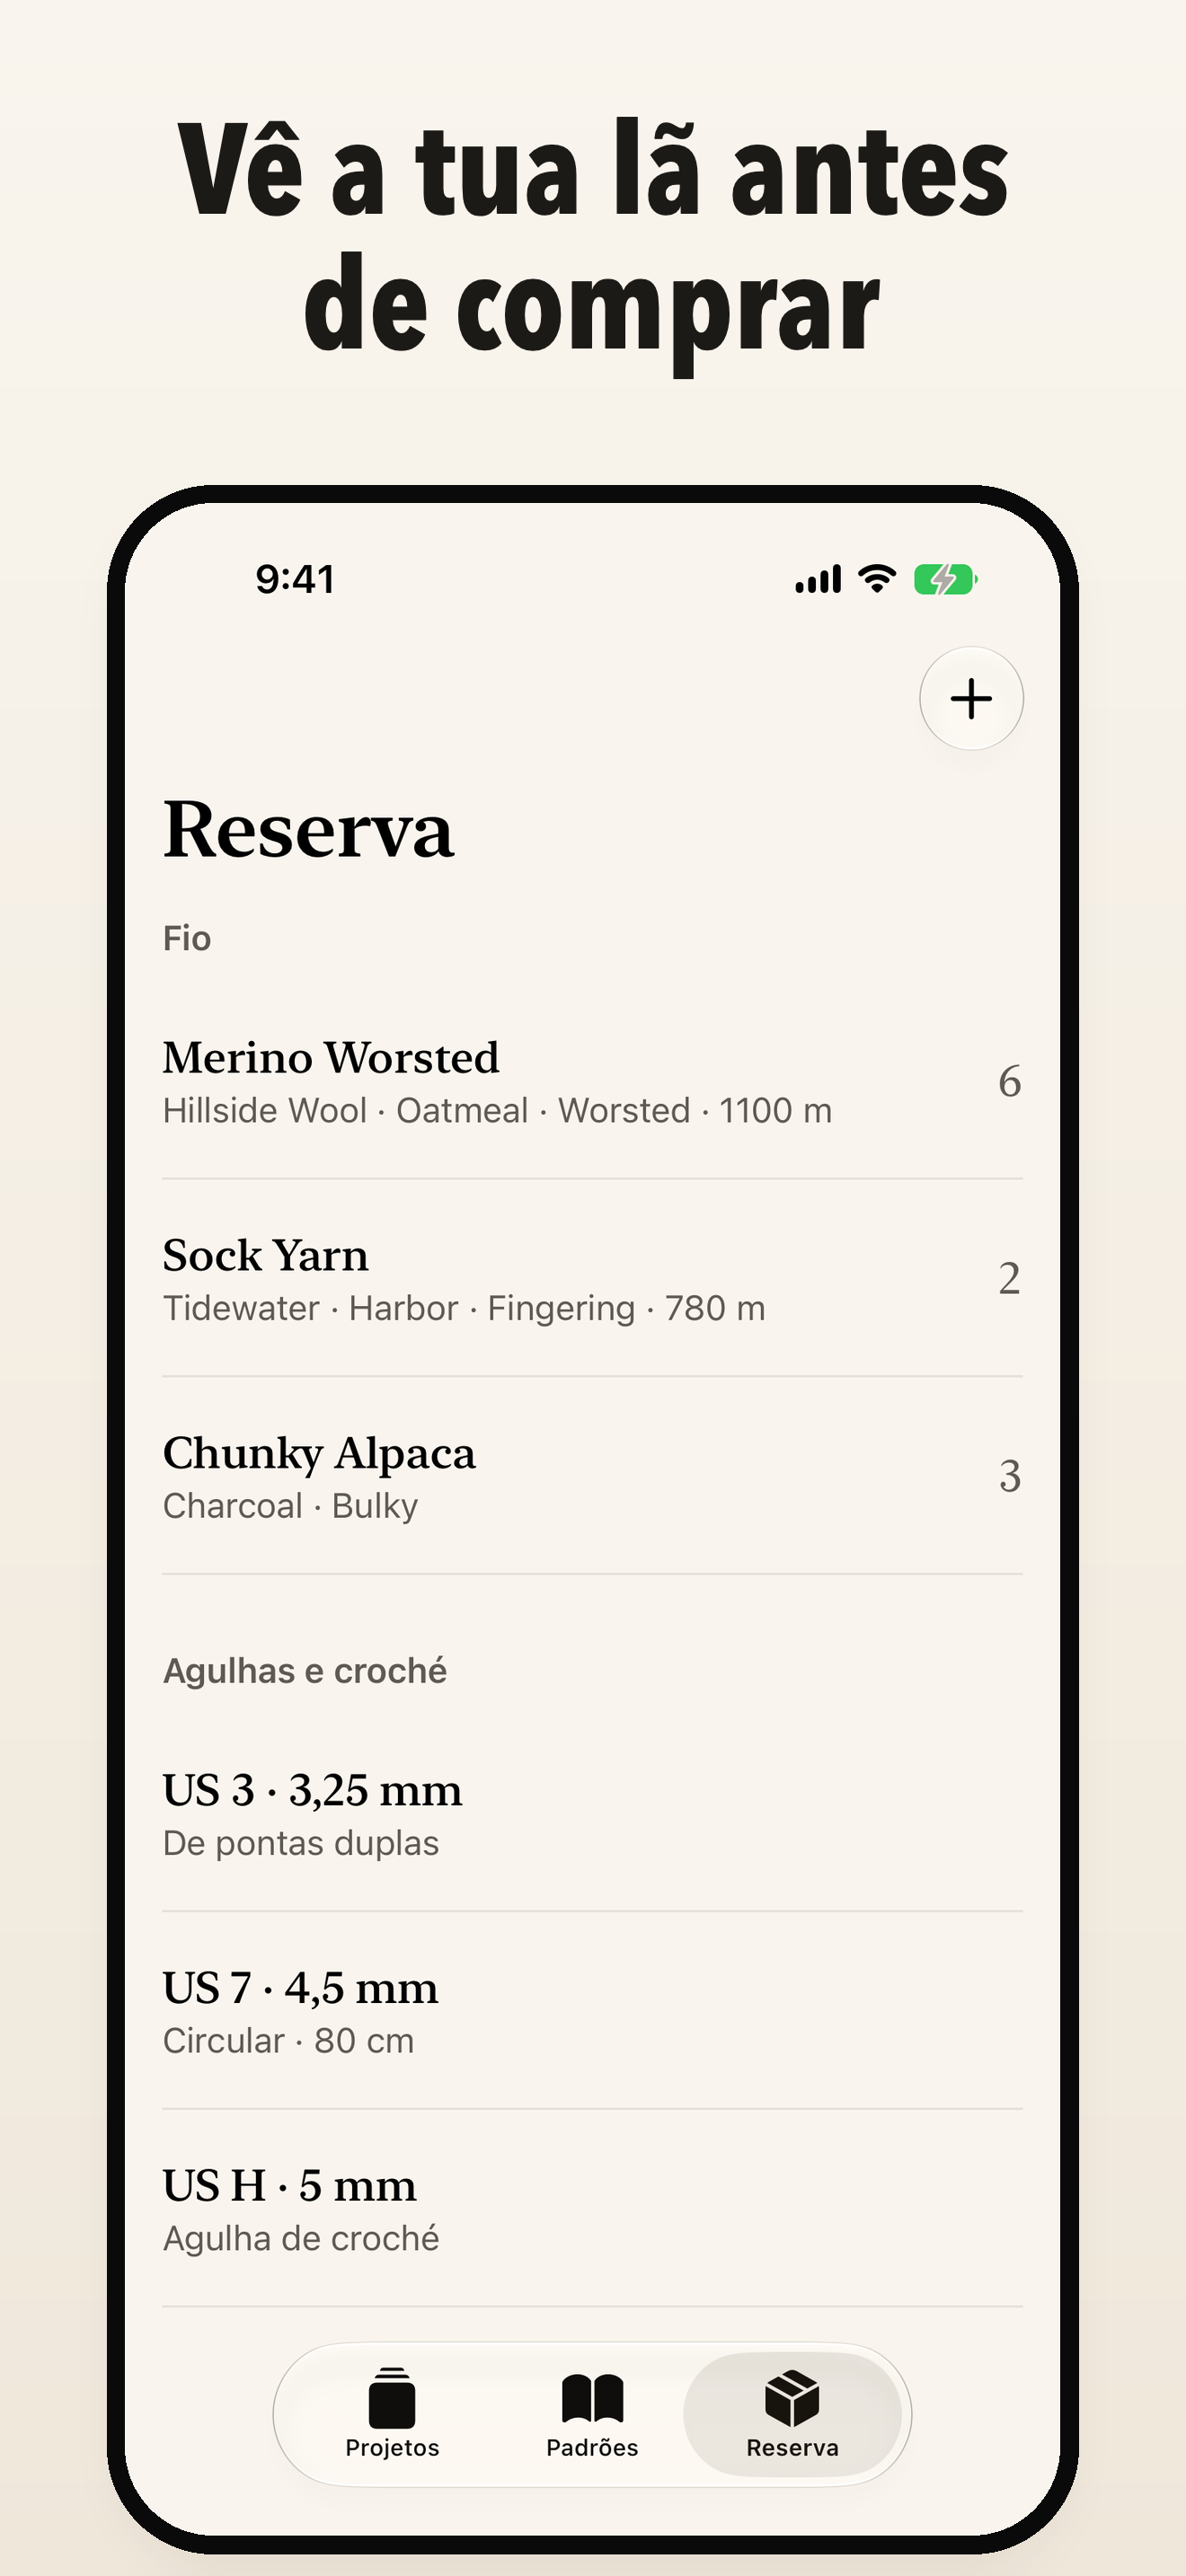 Vê a tua lã antes
de comprar
9:41
Reserva
Fio
Merino Worsted
Hillside Wool · Oatmeal · Worsted · 1100 m
6
Sock Yarn
Tidewater · Harbor · Fingering · 780 m
2
Chunky Alpaca
Charcoal · Bulky
3
Agulhas e croché
US 3 · 3,25 mm
De pontas duplas
US 7 · 4,5 mm
Circular · 80 cm
US H · 5 mm
Agulha de croché
Projetos
Padrões
Reserva